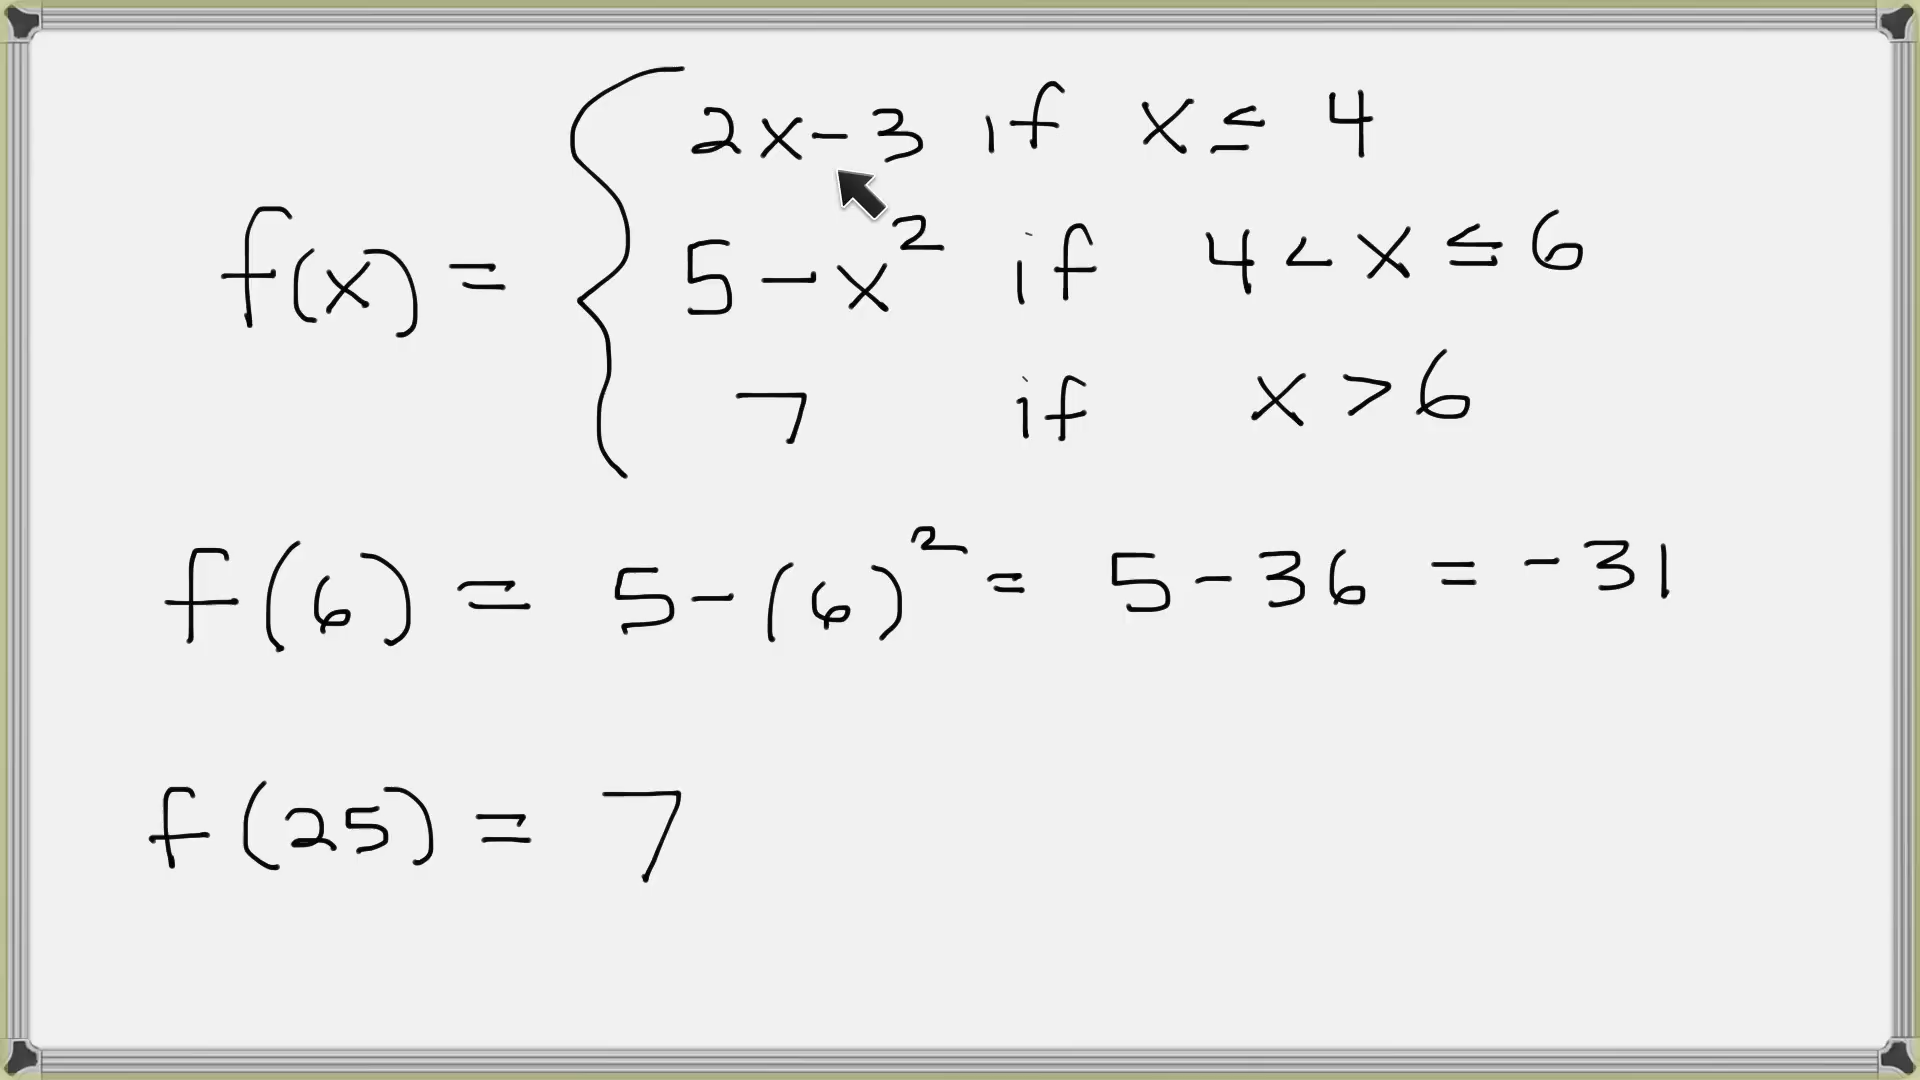 2x-3 if x ≤ 4
f(x) = { 5-x² if 4 < x ≤ 6
7 if x > 6
f(6) = 5-(6)² = 5-36 = -31
f(25) = 7